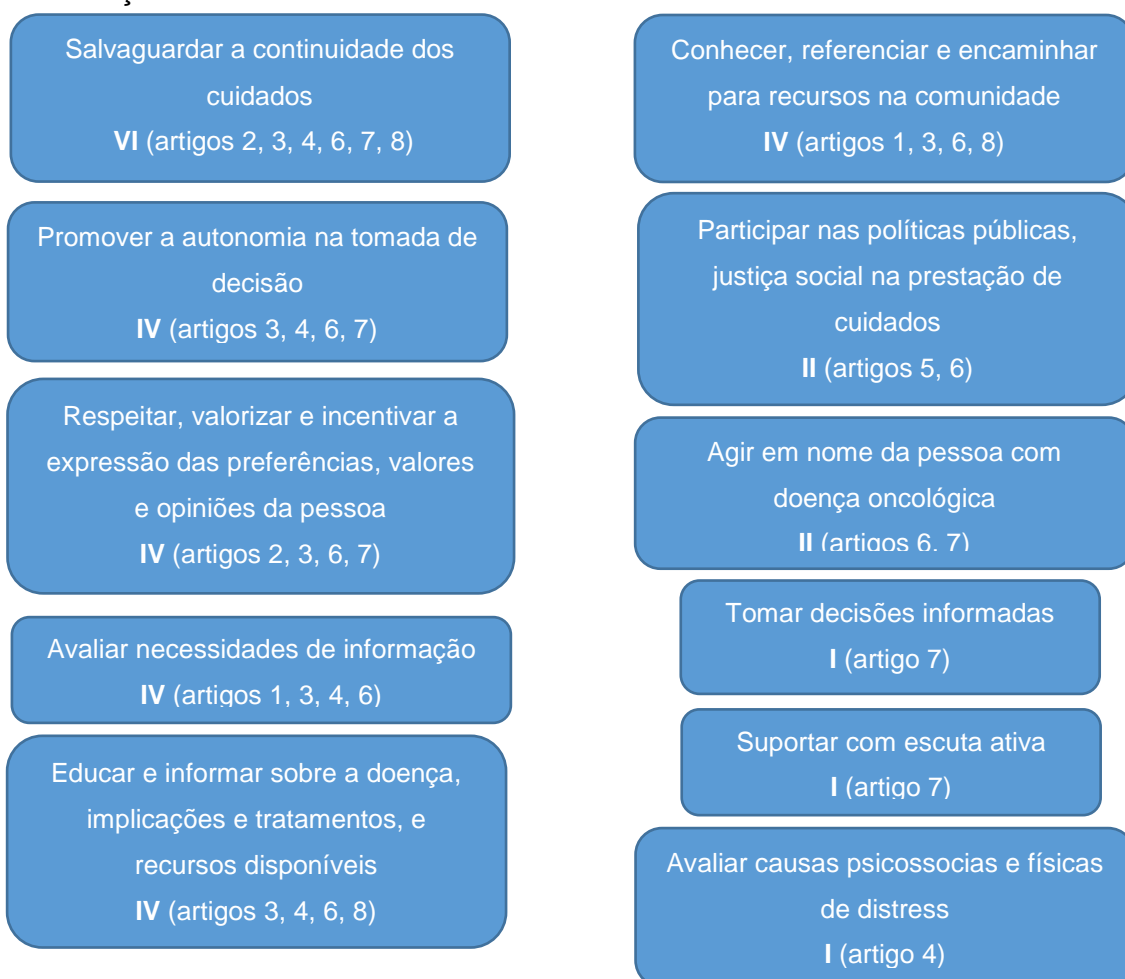 Salvaguardar a continuidade dos
cuidados
VI (artigos 2, 3, 4, 6, 7, 8)
Promover a autonomia na tomada de
decisão
IV (artigos 3, 4, 6, 7)
Respeitar, valorizar e incentivar a
expressão das preferências, valores
e opiniões da pessoa
IV (artigos 2, 3, 6, 7)
Avaliar necessidades de informação
IV (artigos 1, 3, 4, 6)
Educar e informar sobre a doença,
implicações e tratamentos, e
recursos disponíveis
IV (artigos 3, 4, 6, 8)
Conhecer, referenciar e encaminhar
para recursos na comunidade
IV (artigos 1, 3, 6, 8)
Participar nas políticas públicas,
justiça social na prestação de
cuidados
II (artigos 5, 6)
Agir em nome da pessoa com
doença oncológica
II (artigos 6, 7)
Tomar decisões informadas
I (artigo 7)
Suportar com escuta ativa
I (artigo 7)
Avaliar causas psicossocias e físicas
de distress
I (artigo 4)